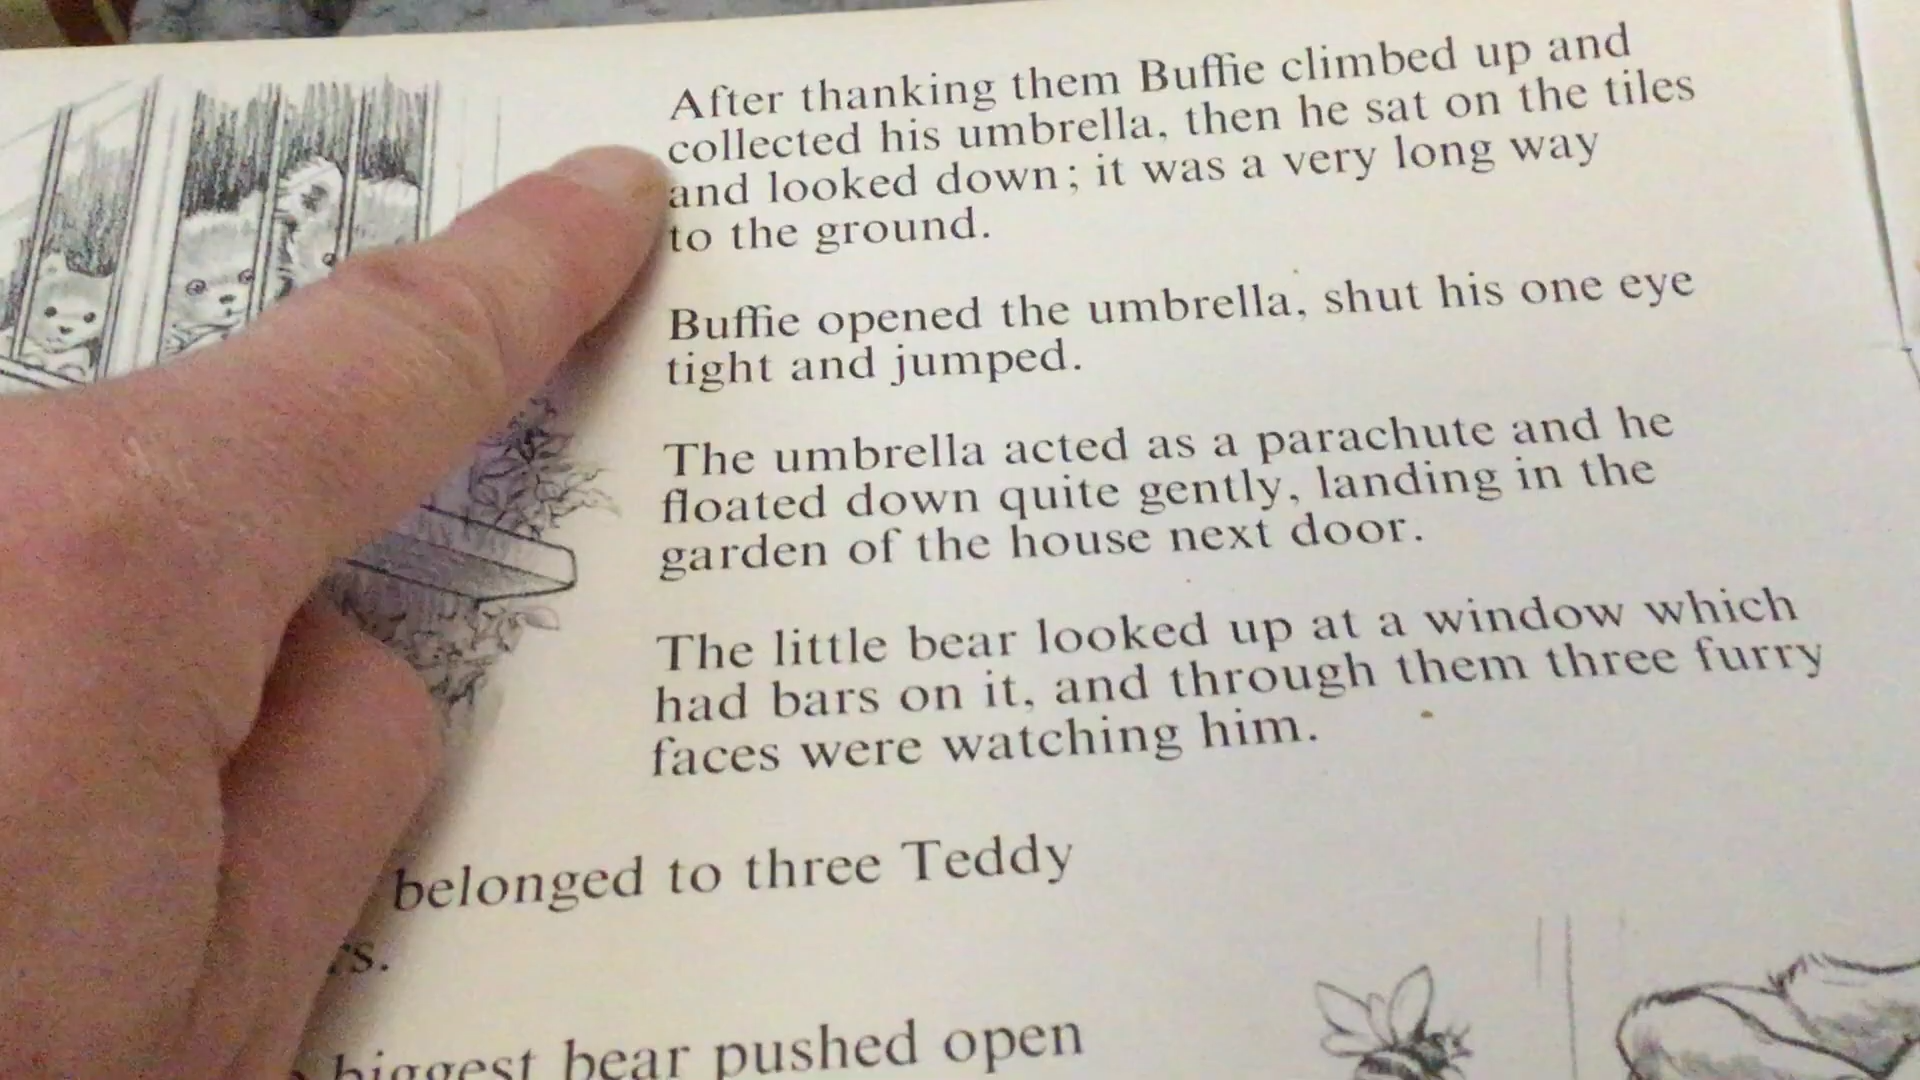 After thanking them Buffie climbed up and
collected his umbrella, then he sat on the tiles
and looked down; it was a very long way
to the ground.
Buffie opened the umbrella, shut his one eye
tight and jumped.
The umbrella acted as a parachute and he
floated down quite gently, landing in the
garden of the house next door.
The little bear looked up at a window which
had bars on it, and through them three furry
faces were watching him.
belonged to three Teddy
biggest bear pushed open